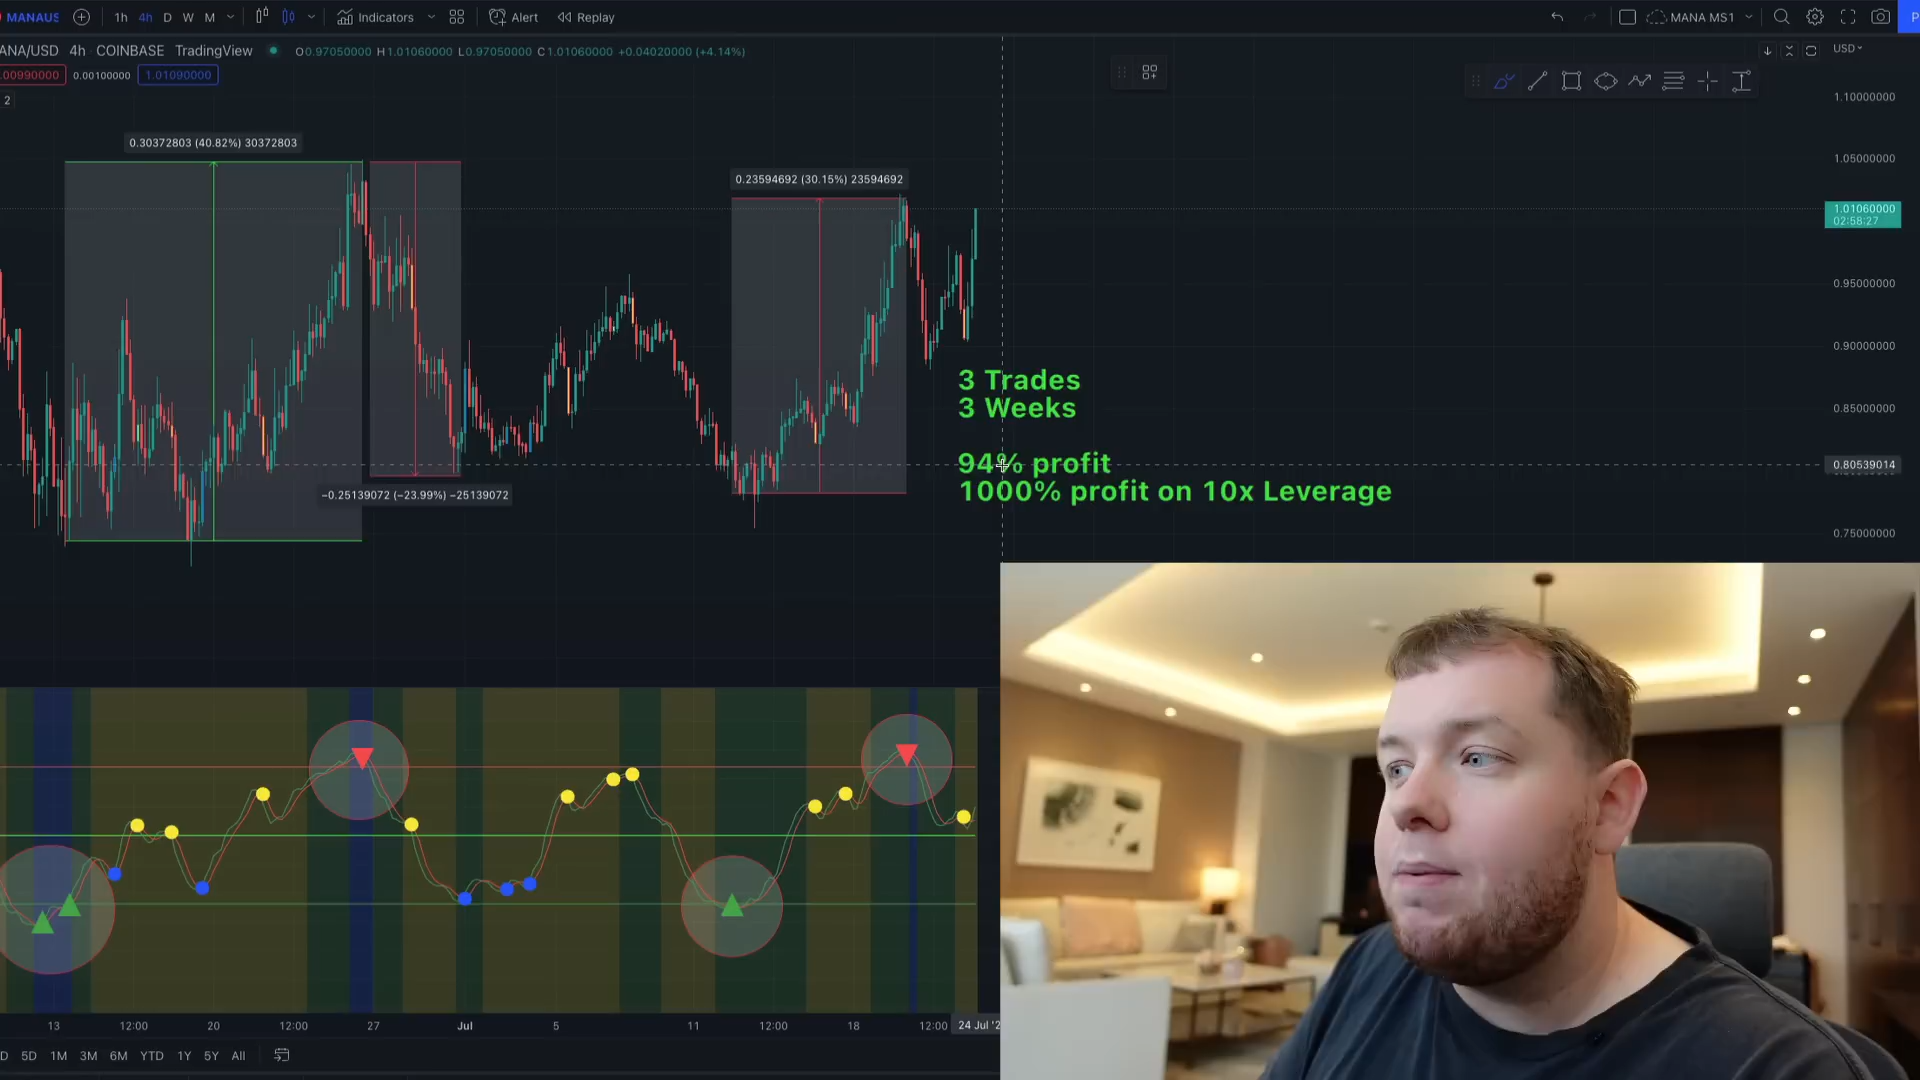 MANAUS 1h 4h D W M Indicators Alert Replay MANA MS1
ANA/USD 4h COINBASE TradingView O0.97050000 H1.01060000 L0.97050000 C1.01060000 +0.04020000 (+4.14%) USD
.00990000 0.00100000 1.01090000
2
1.10000000
0.30372803 (40.82%) 30372803
1.05000000
0.23594692 (30.15%) 23594692
1.01060000
02:58:27
0.95000000
0.90000000
3 Trades
3 Weeks
0.85000000
94% profit
0.80539014
1000% profit on 10x Leverage
−0.25139072 (−23.99%) −25139072
0.75000000
13 12:00 20 12:00 27 Jul 5 11 12:00 18 12:00 24 Jul '2
D 5D 1M 3M 6M YTD 1Y 5Y All